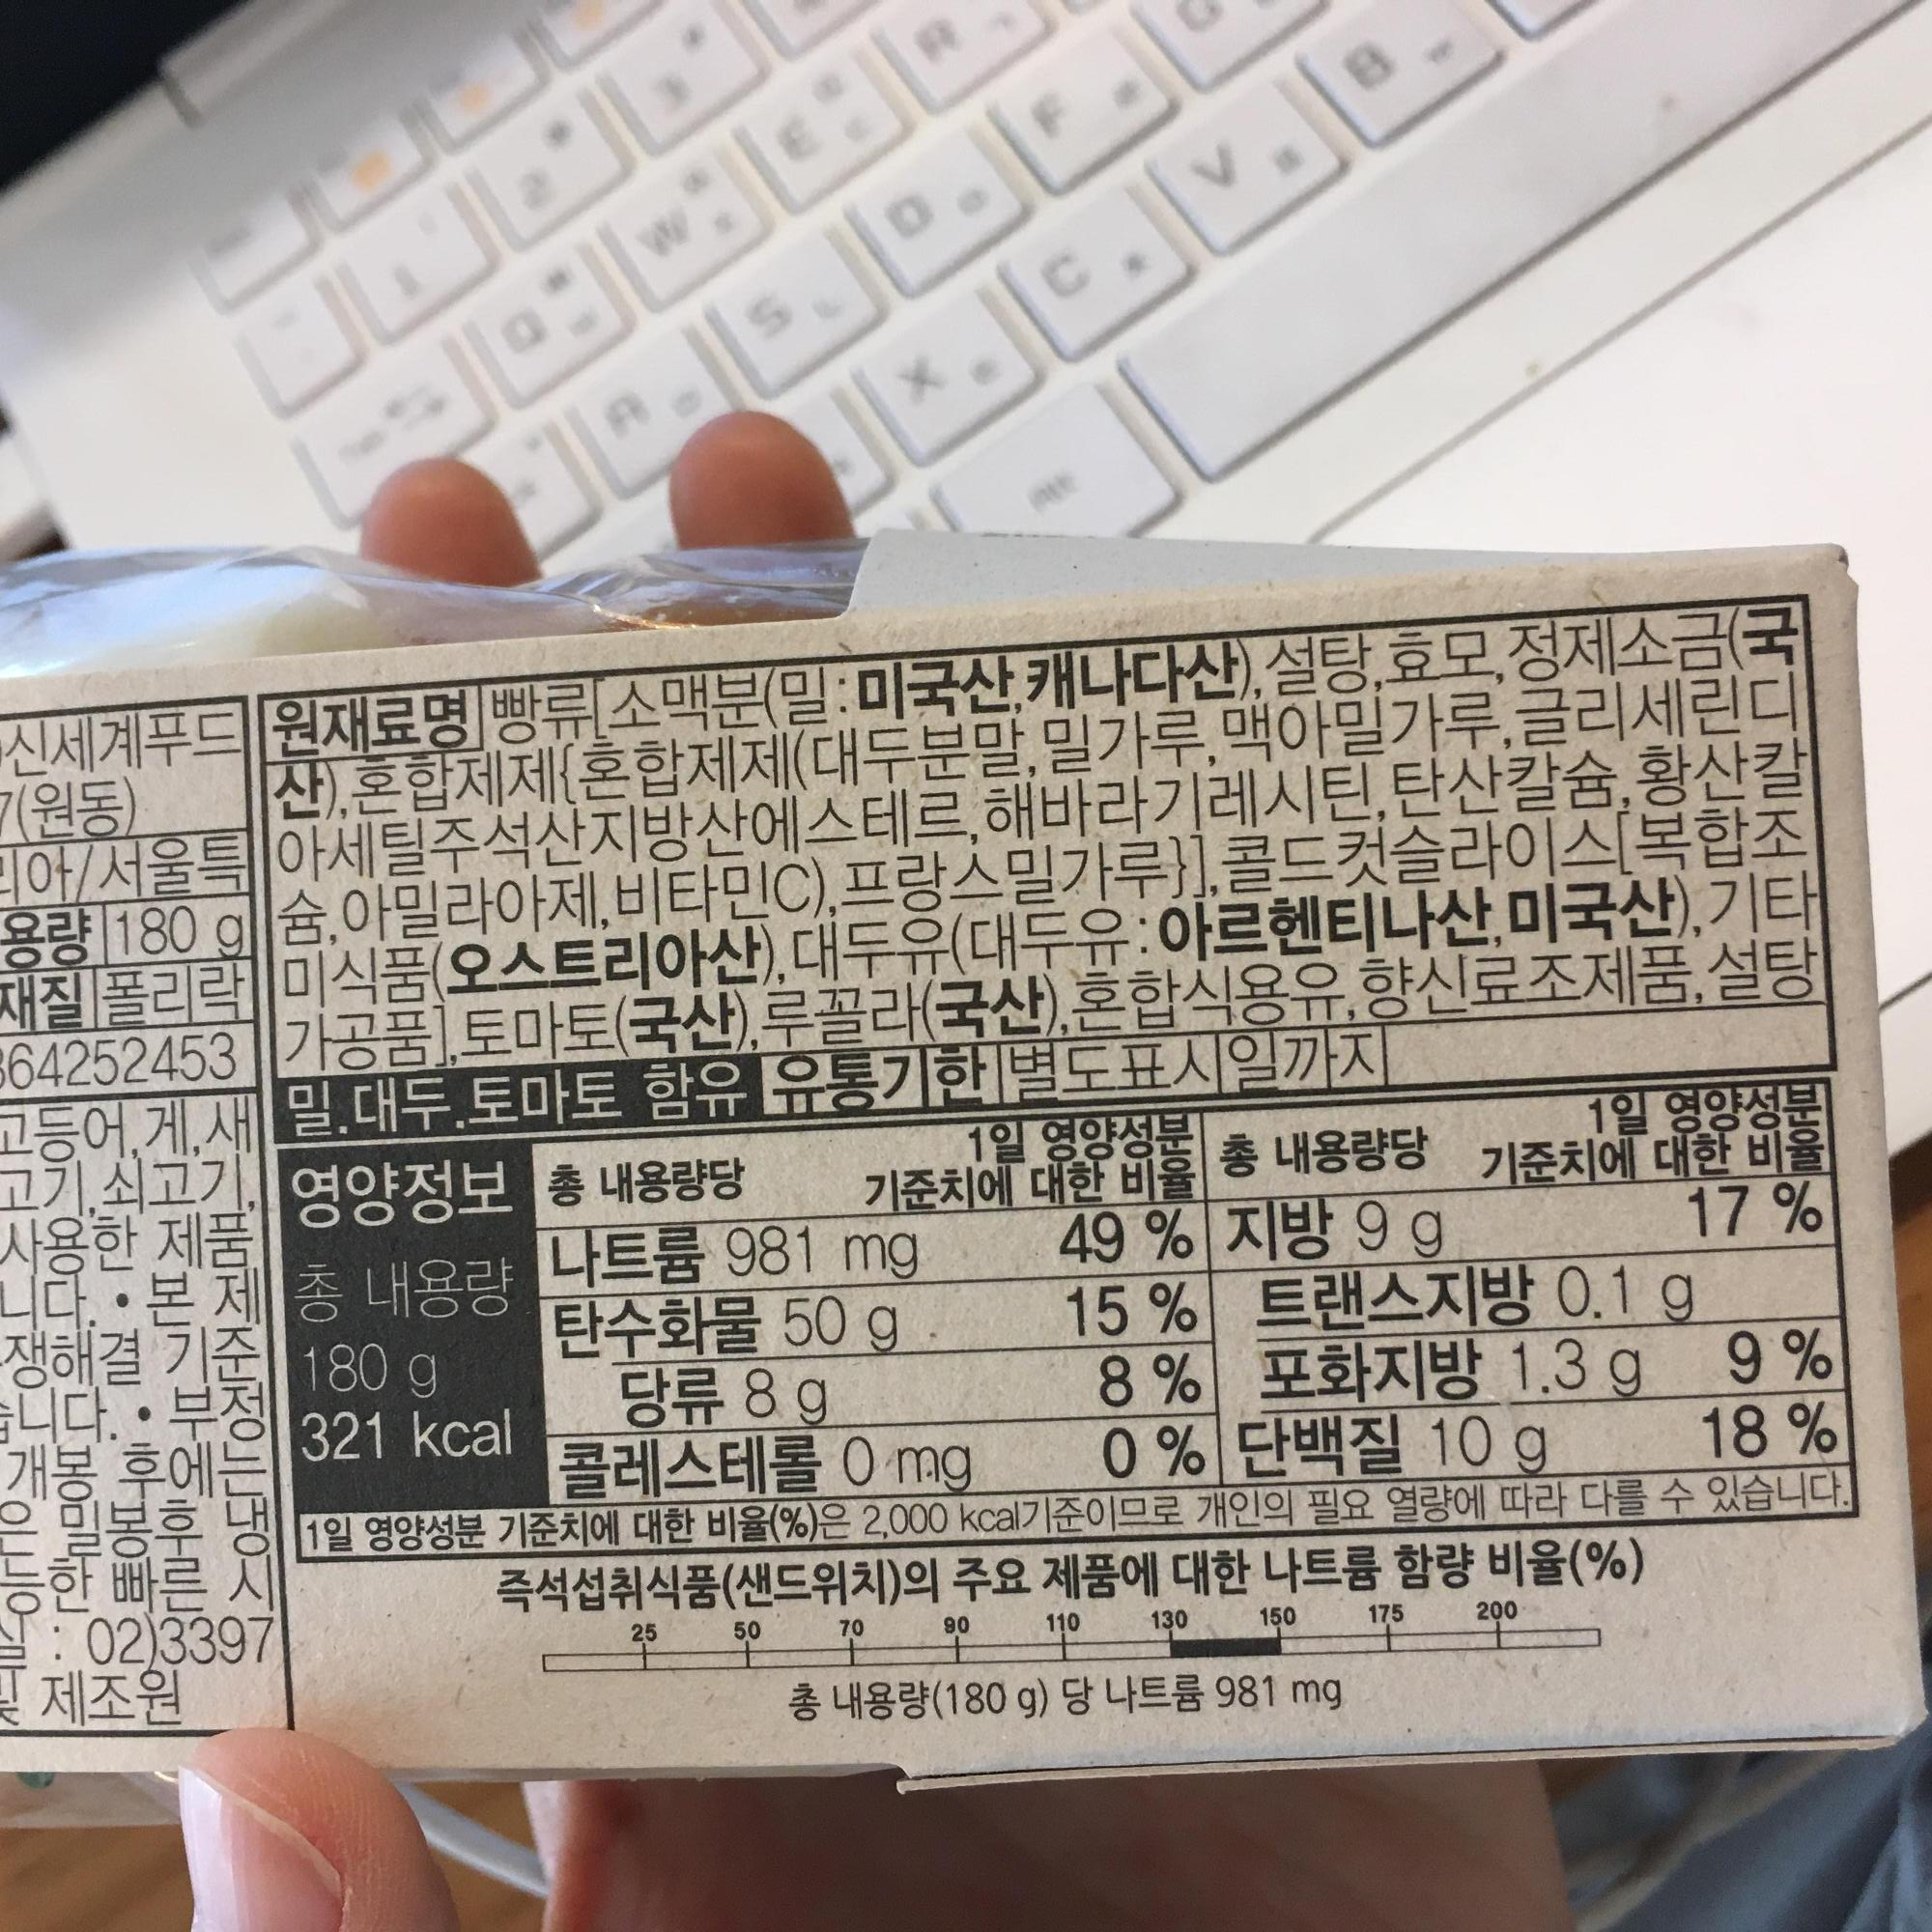 신세계푸드
7(원동)
리아/서울특
용량 180 g
재질 폴리락
364252453
고등어,게,새
고기,쇠고기,
사용한 제품
니다. • 본 제
쟁해결 기준
습니다. • 부정
개봉 후에는
은 밀봉후 냉
능한 빠른 시
: 02)3397
및 제조원
원재료명 빵류[소맥분(밀:미국산,캐나다산),설탕,효모,정제소금(국
산),혼합제제{혼합제제(대두분말,밀가루,맥아밀가루,글리세린디
아세틸주석산지방산에스테르,해바라기레시틴,탄산칼슘,황산칼
슘,아밀라아제,비타민C),프랑스밀가루}],콜드컷슬라이스[복합조
미식품(오스트리아산),대두유(대두유:아르헨티나산,미국산),기타
가공품],토마토(국산),루꼴라(국산),혼합식용유,향신료조제품,설탕
밀,대두,토마토 함유 유통기한 별도표시일까지
영양정보
총 내용량
180 g
321 kcal
총 내용량당 1일 영양성분
기준치에 대한 비율
나트륨 981 mg 49 %
탄수화물 50 g 15 %
당류 8 g 8 %
콜레스테롤 0 mg 0 %
총 내용량당 1일 영양성분
기준치에 대한 비율
지방 9 g 17 %
트랜스지방 0.1 g
포화지방 1.3 g 9 %
단백질 10 g 18 %
1일 영양성분 기준치에 대한 비율(%)은 2,000 kcal기준이므로 개인의 필요 열량에 따라 다를 수 있습니다.
즉석섭취식품(샌드위치)의 주요 제품에 대한 나트륨 함량 비율(%)
25 50 70 90 110 130 150 175 200
총 내용량(180 g) 당 나트륨 981 mg